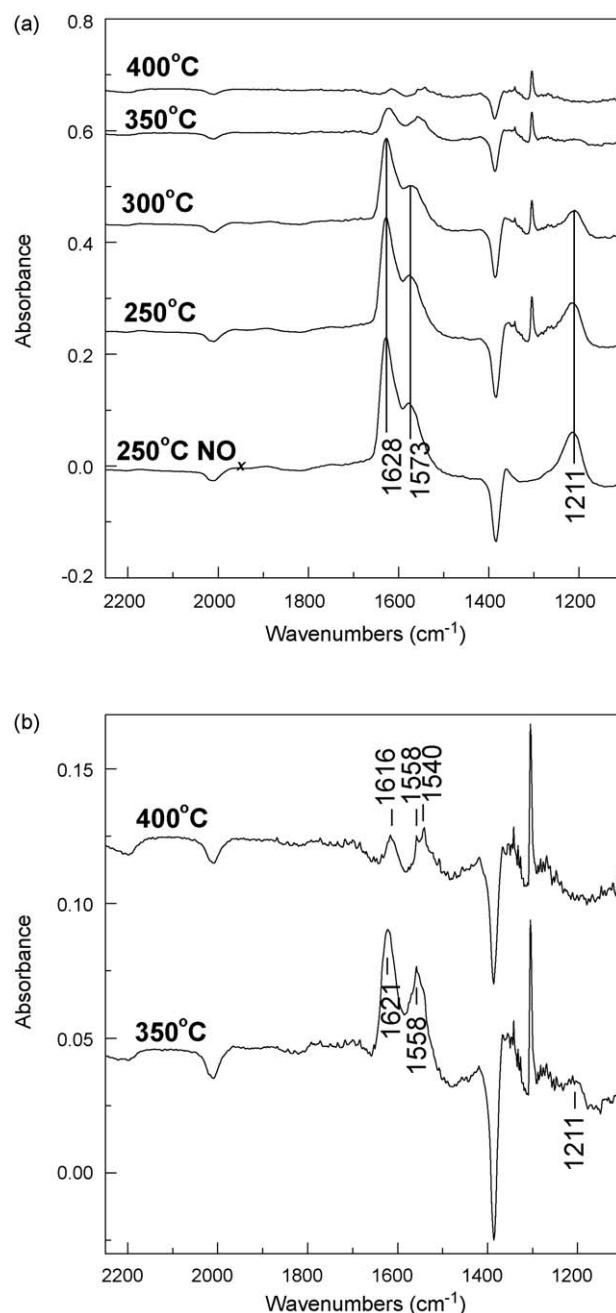 (a)
0.8
400°C
350°C
0.6
300°C
0.4
Absorbance
250°C
0.2
250°C NOx
0.0
1628
1573
1211
-0.2
2200 2000 1800 1600 1400 1200
Wavenumbers (cm-1)
(b)
0.15
1616
1558
1540
400°C
0.10
Absorbance
350°C
0.05
1621
1558
1211
0.00
2200 2000 1800 1600 1400 1200
Wavenumbers (cm-1)